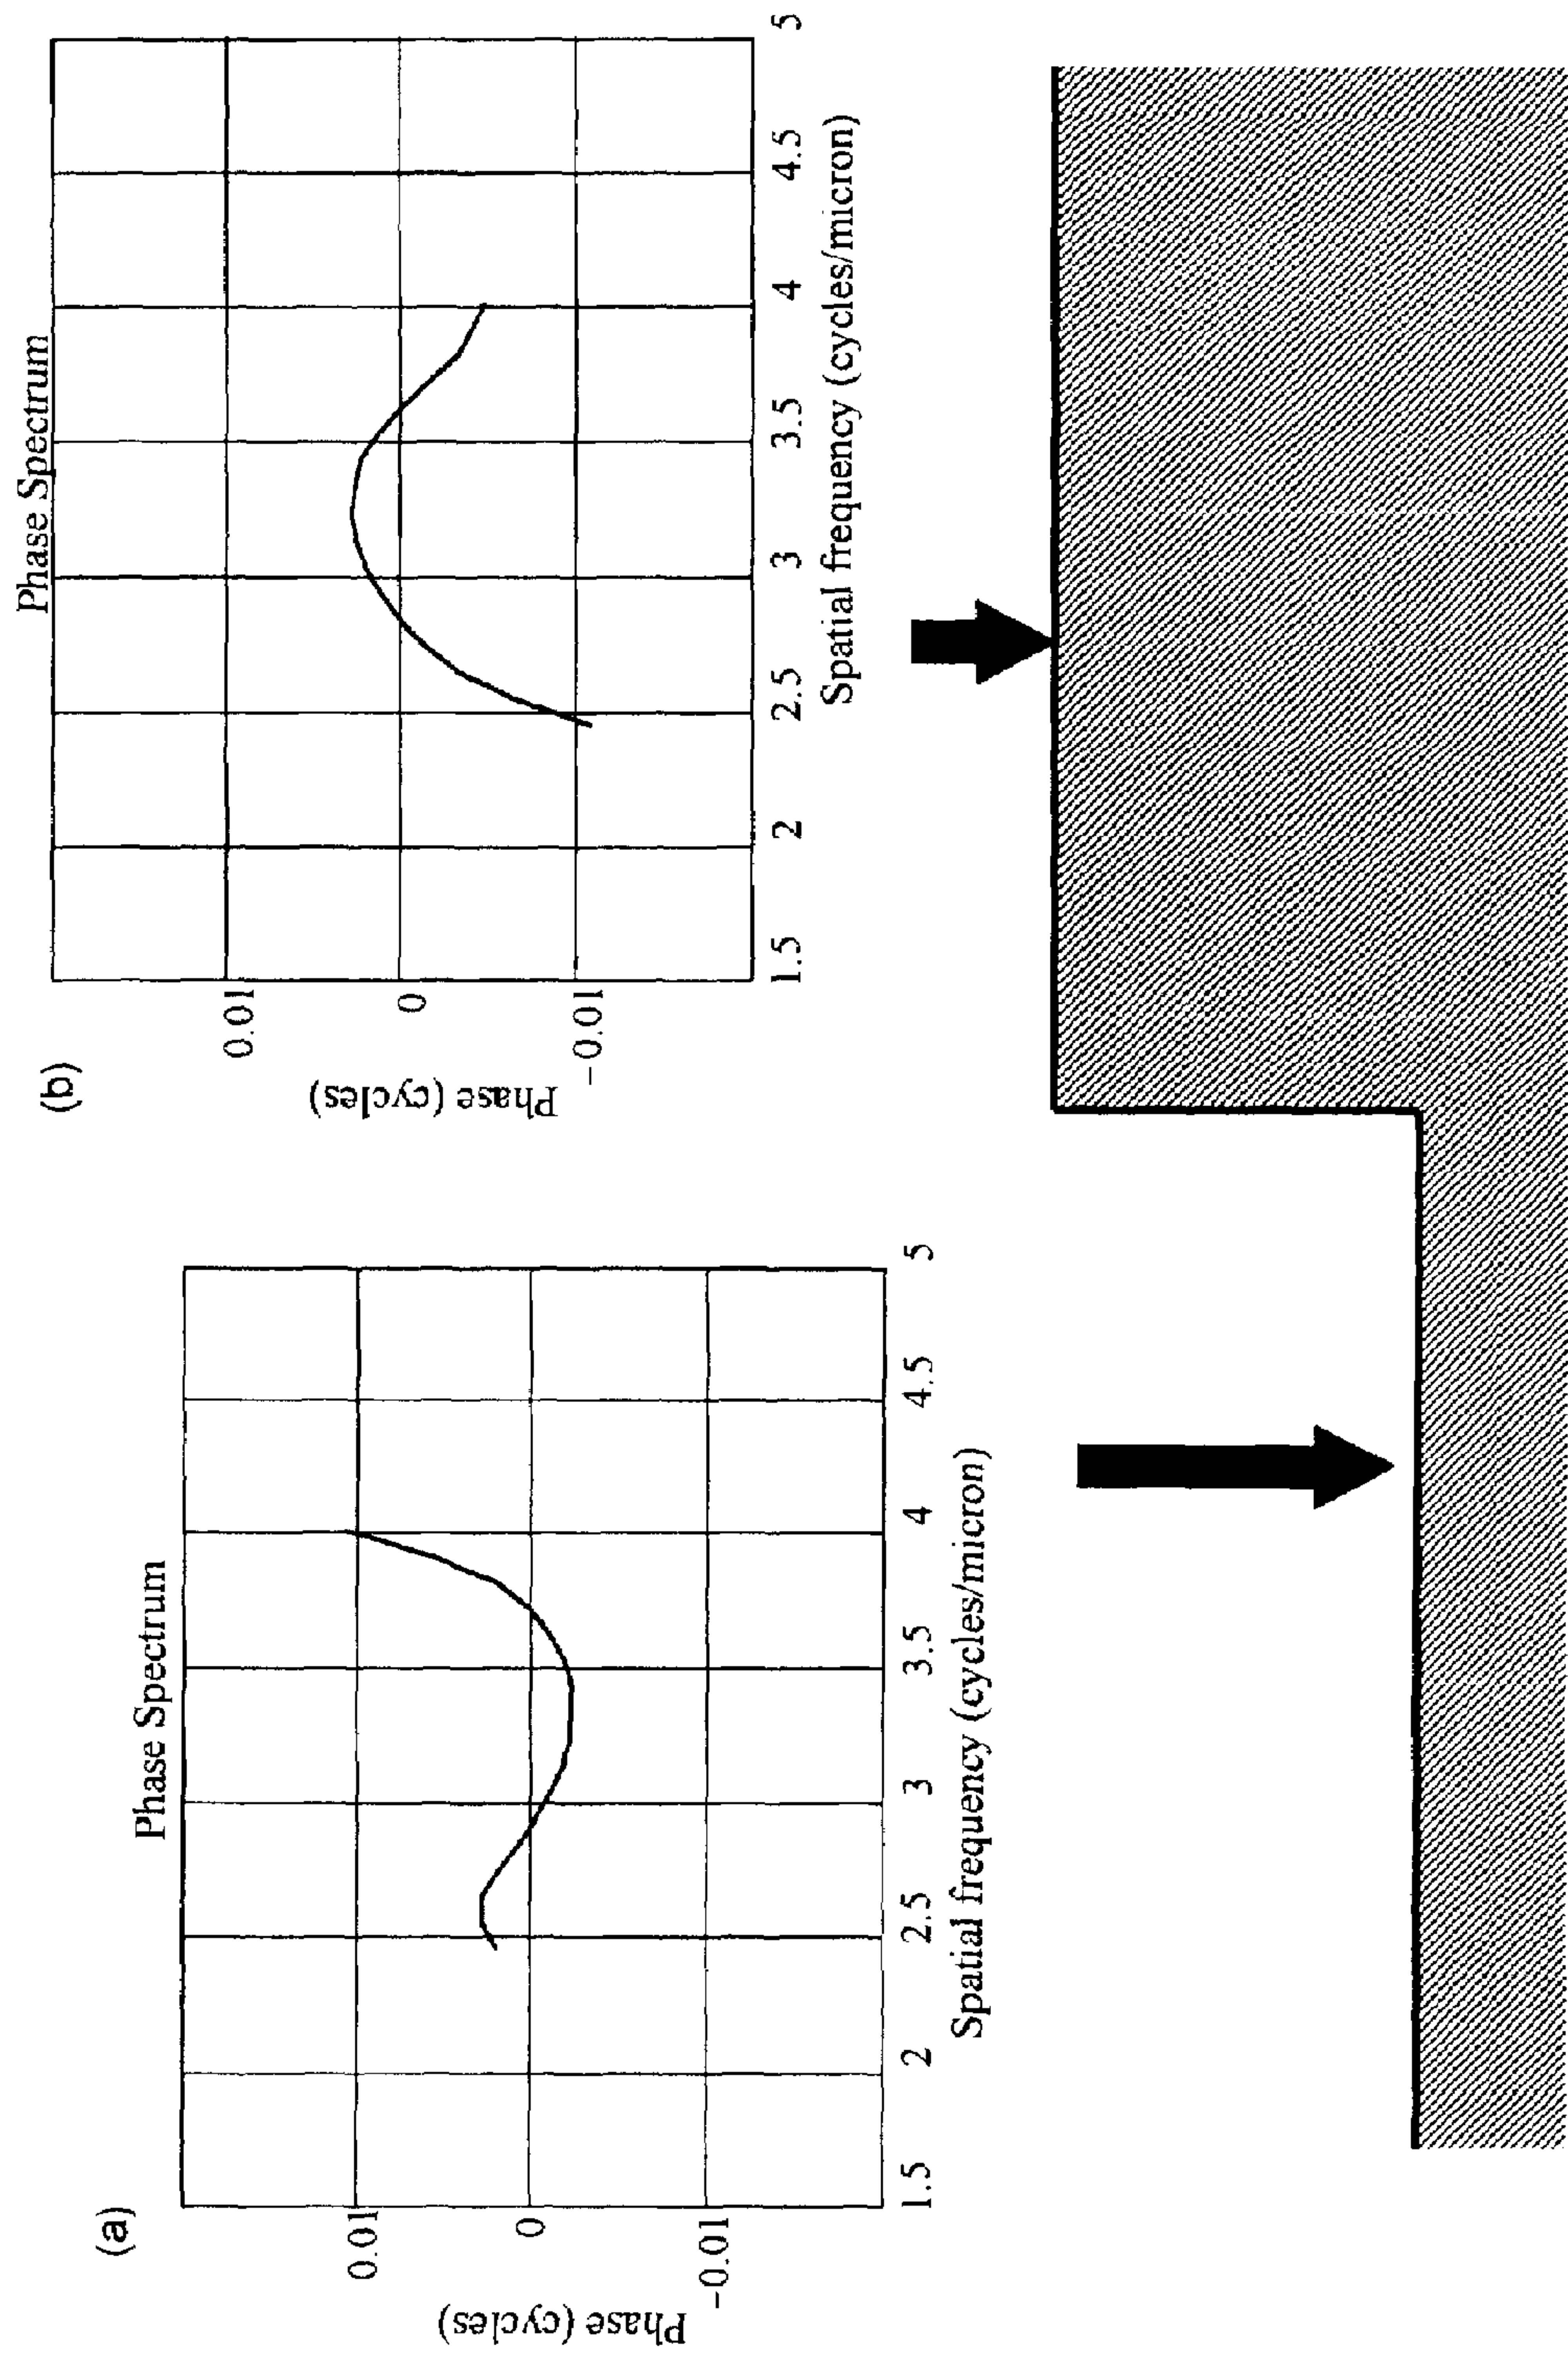 (a)
Phase Spectrum
Phase (cycles)
0.01
0
−0.01
1.5 2 2.5 3 3.5 4 4.5 5
Spatial frequency (cycles/micron)
(b)
Phase Spectrum
Phase (cycles)
0.01
0
−0.01
1.5 2 2.5 3 3.5 4 4.5 5
Spatial frequency (cycles/micron)